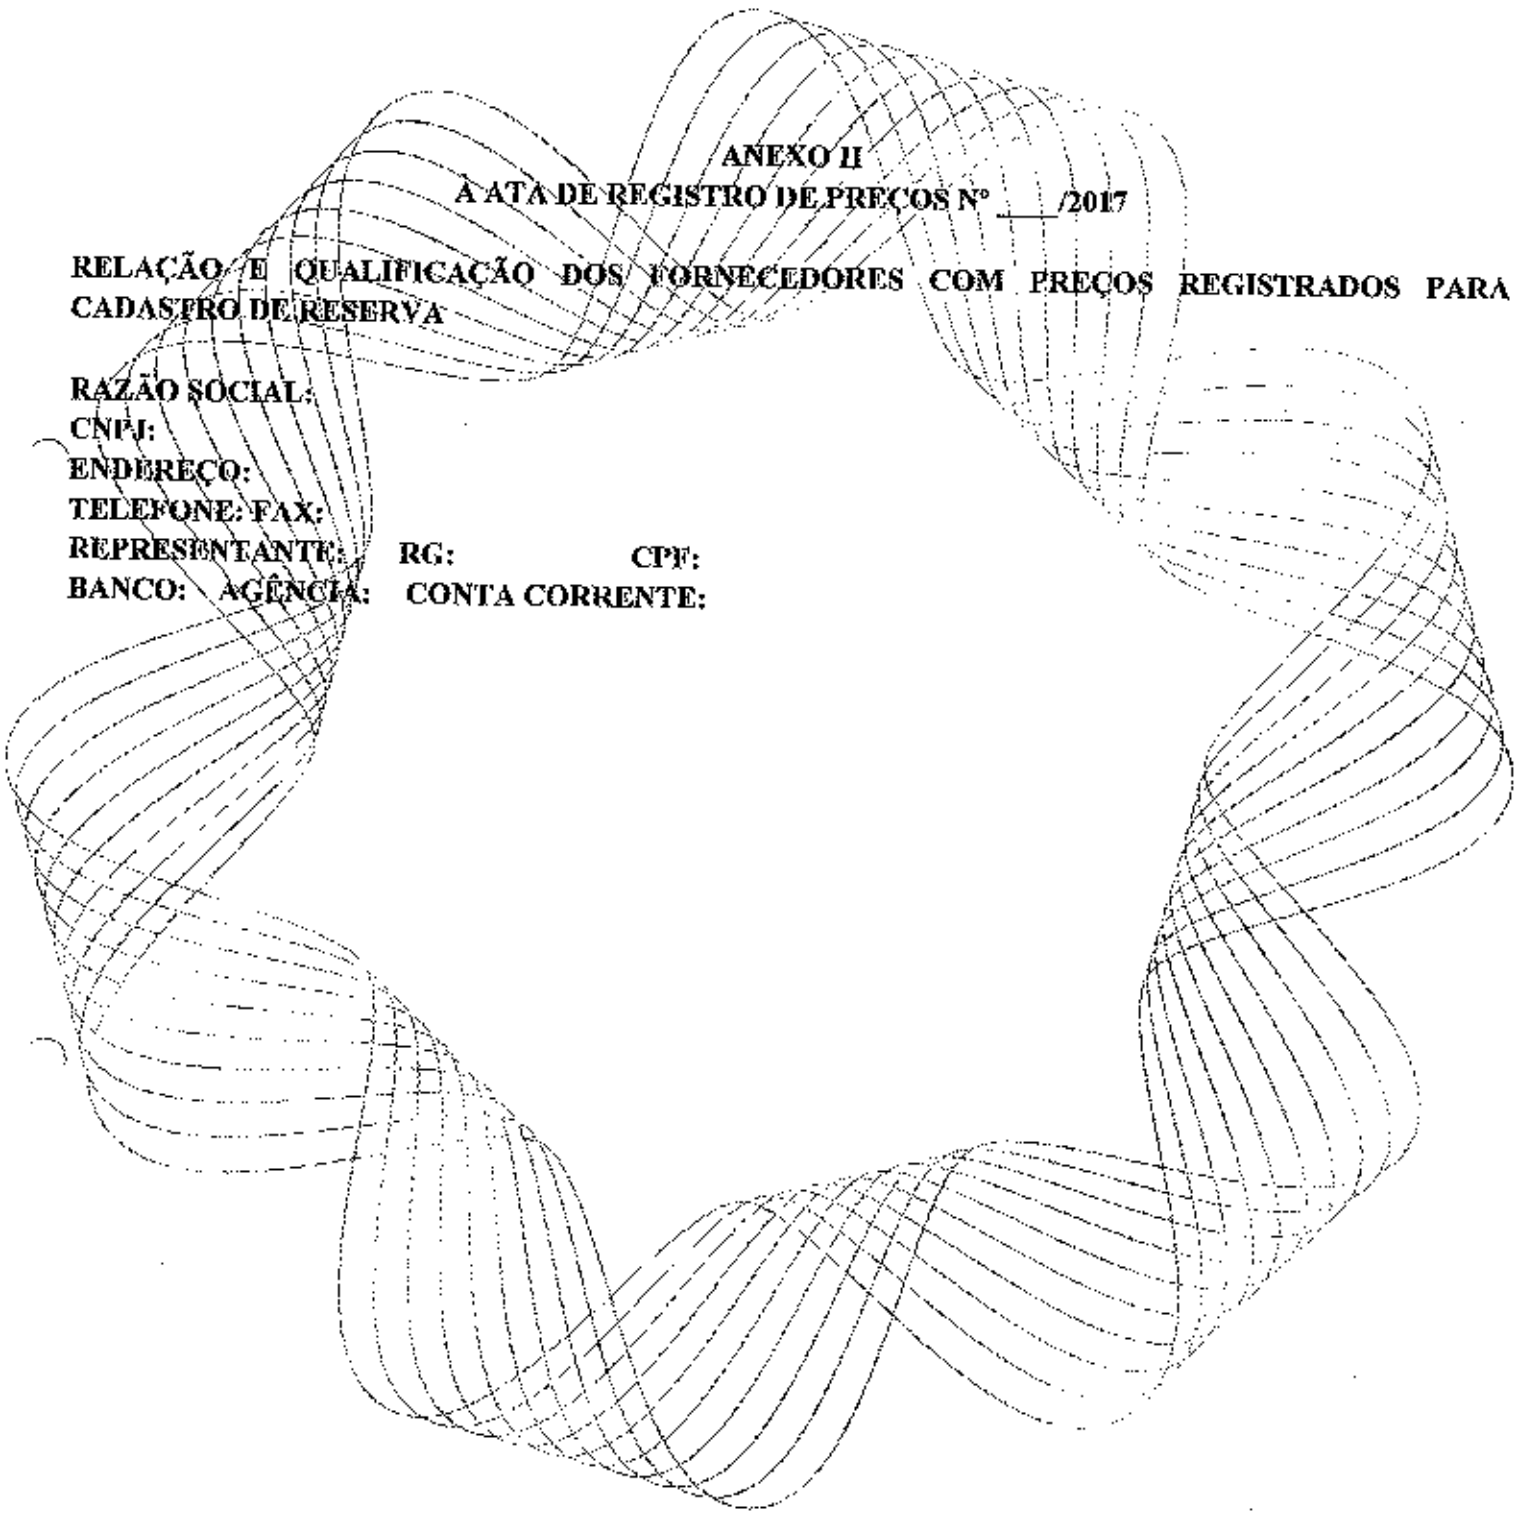 ANEXO II
À ATA DE REGISTRO DE PREÇOS Nº ____/2017
RELAÇÃO E QUALIFICAÇÃO DOS FORNECEDORES COM PREÇOS REGISTRADOS PARA
CADASTRO DE RESERVA
RAZÃO SOCIAL:
CNPJ:
ENDEREÇO:
TELEFONE: FAX:
REPRESENTANTE: RG: CPF:
BANCO: AGÊNCIA: CONTA CORRENTE: